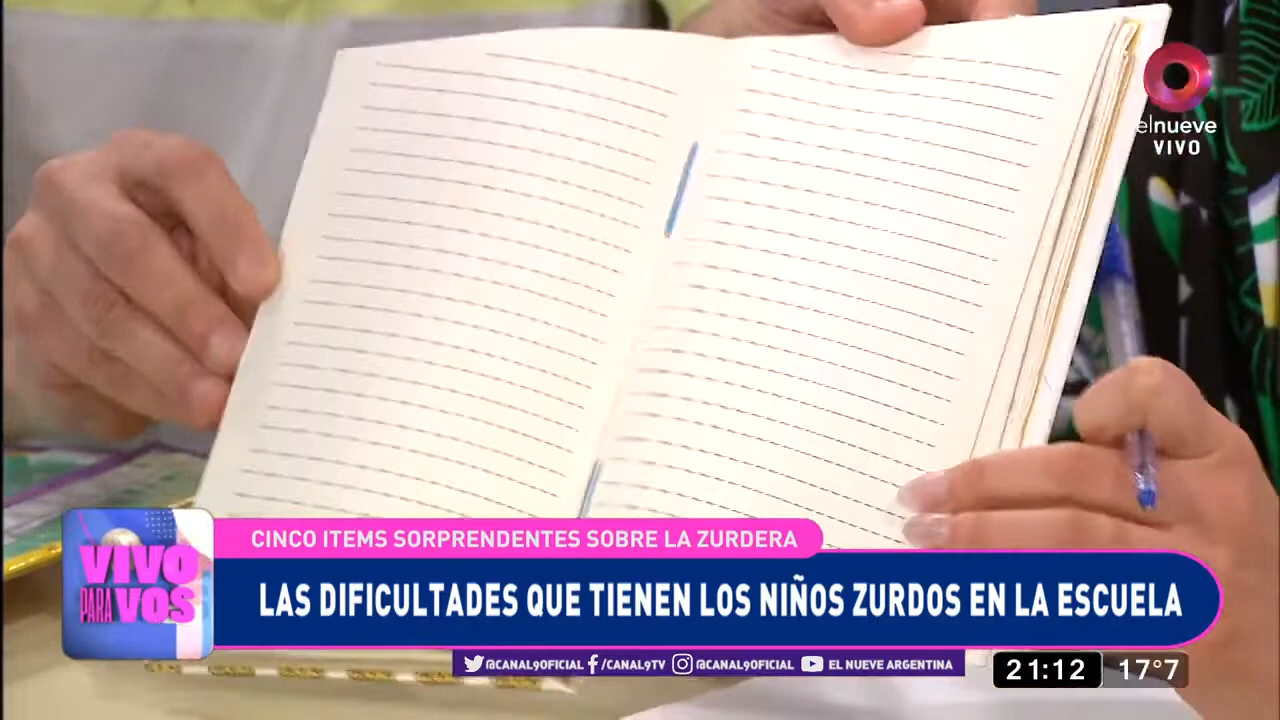 elnueve
VIVO
CINCO ITEMS SORPRENDENTES SOBRE LA ZURDERA
VIVO
PARA
VOS
LAS DIFICULTADES QUE TIENEN LOS NIÑOS ZURDOS EN LA ESCUELA
@CANAL9OFICIAL /CANAL9TV @CANAL9OFICIAL EL NUEVE ARGENTINA
21:12 17°7